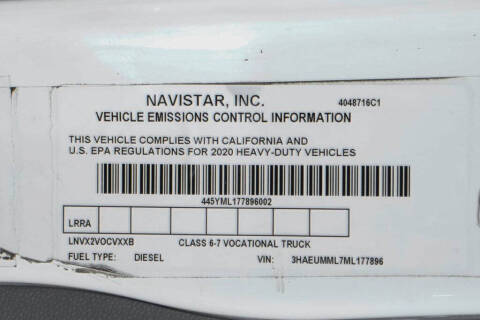 NAVISTAR, INC. 4048716C1
VEHICLE EMISSIONS CONTROL INFORMATION
THIS VEHICLE COMPLIES WITH CALIFORNIA AND
U.S. EPA REGULATIONS FOR 2020 HEAVY-DUTY VEHICLES
445YML177896002
LRRA
LNVX2VOCVXXB CLASS 6-7 VOCATIONAL TRUCK
FUEL TYPE: DIESEL VIN: 3HAEUMML7ML177896